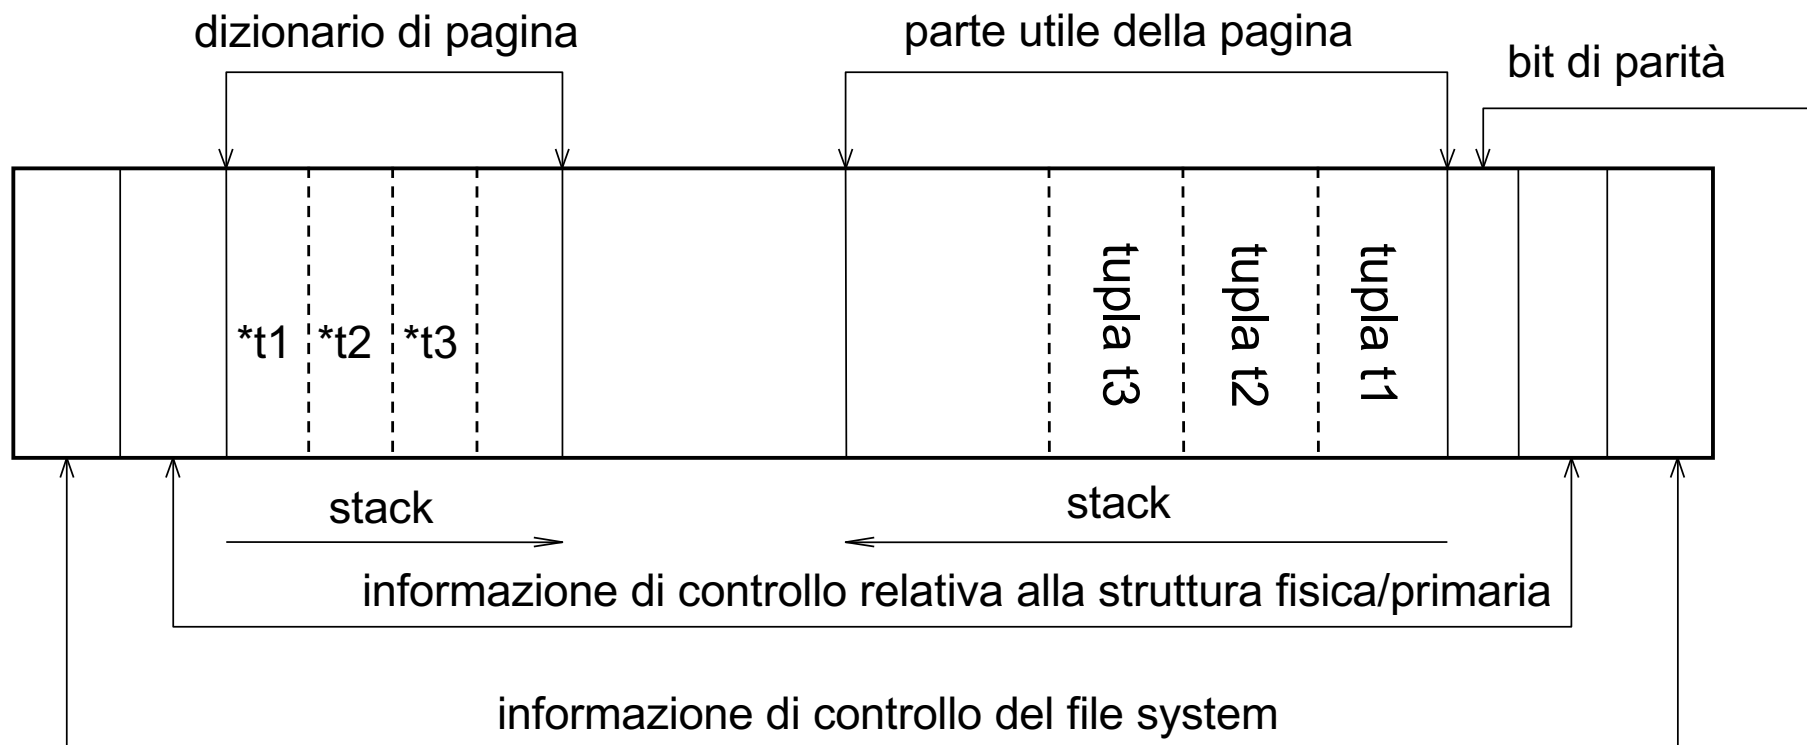 dizionario di pagina
parte utile della pagina
bit di parità
*t1
*t2
*t3
tupla t3
tupla t2
tupla t1
stack
stack
informazione di controllo relativa alla struttura fisica/primaria
informazione di controllo del file system